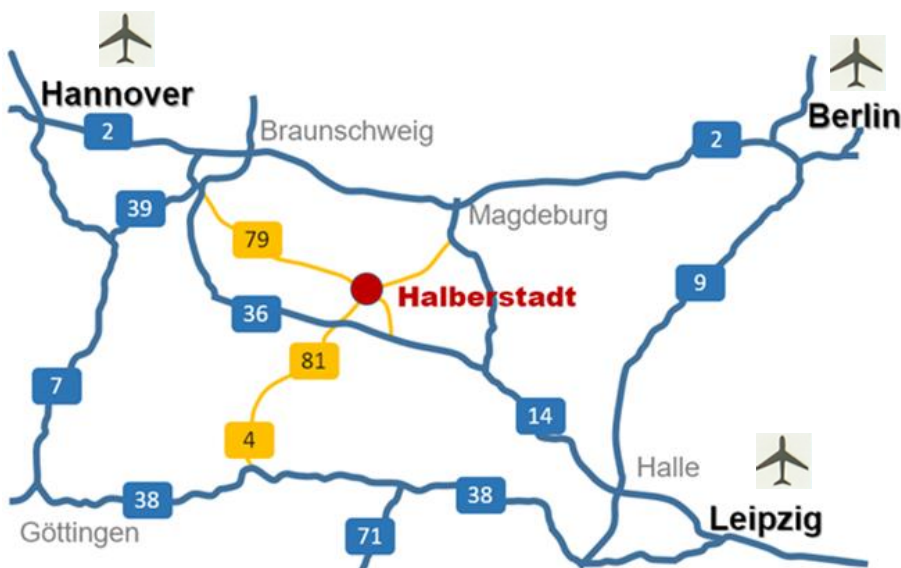 Hannover
Berlin
2
Braunschweig
2
39
Magdeburg
79
9
Halberstadt
36
81
7
14
4
Halle
38
38
Leipzig
Göttingen
71